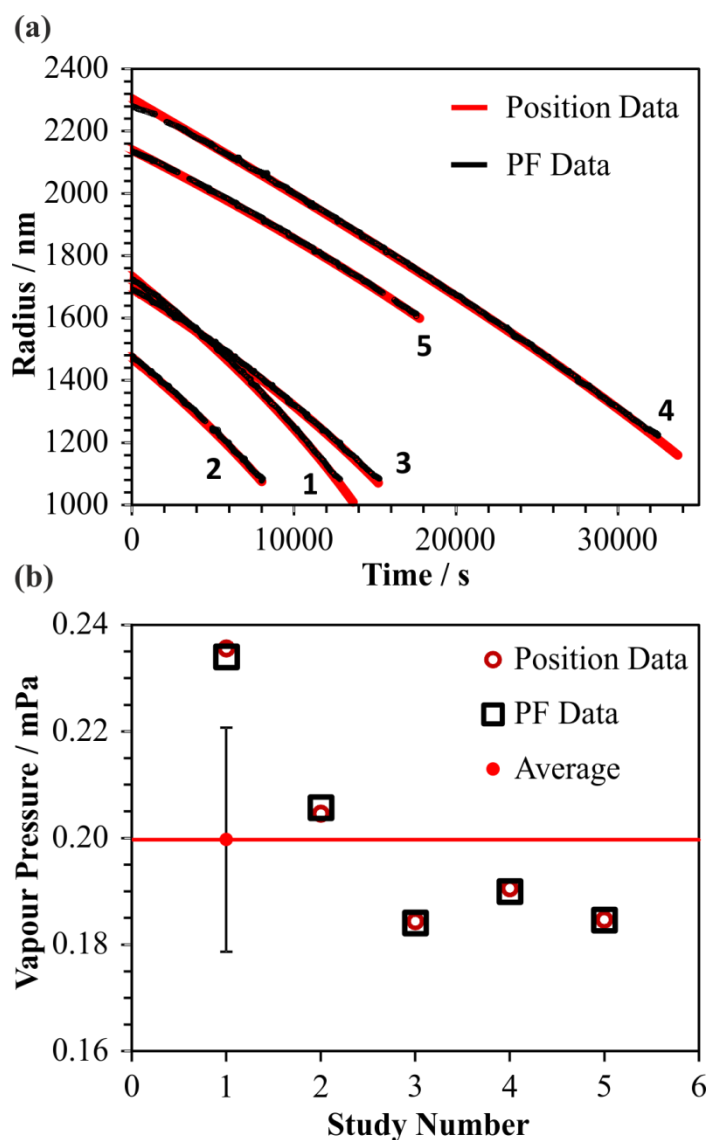 (a)
2400
2200
2000
1800
1600
1400
1200
1000
Radius / nm
Position Data
PF Data
5
4
3
2
1
0
10000
20000
30000
Time / s
(b)
0.24
0.22
0.20
0.18
0.16
Vapour Pressure / mPa
Position Data
PF Data
Average
0
1
2
3
4
5
6
Study Number